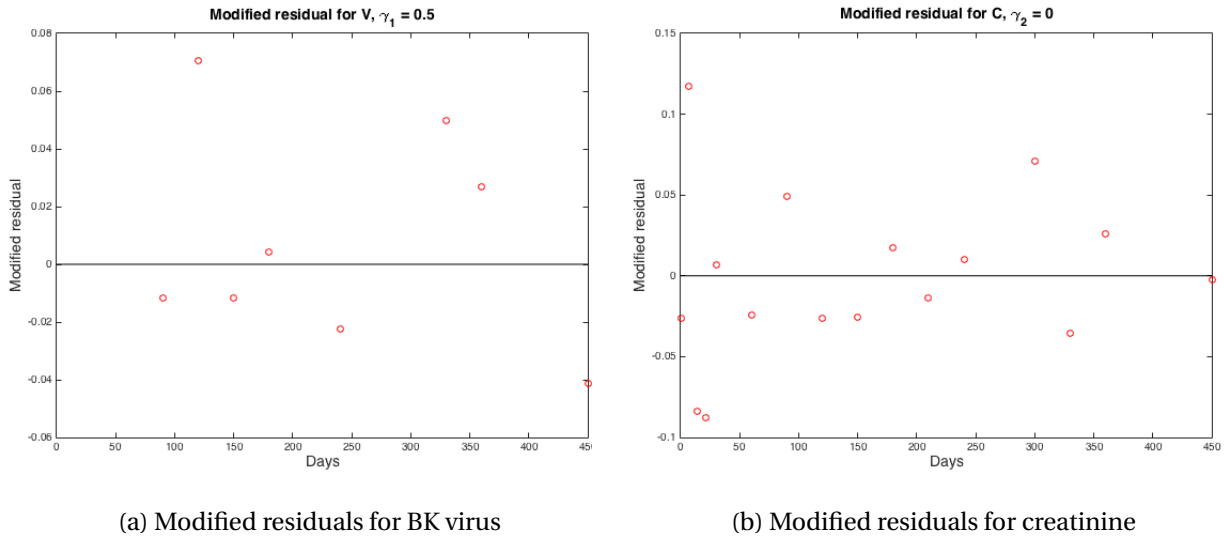 Modified residual for V, γ₁ = 0.5
0.08
0.06
0.04
0.02
0
-0.02
-0.04
-0.06
Modified residual
0 50 100 150 200 250 300 350 400 450
Days
(a) Modified residuals for BK virus
Modified residual for C, γ₂ = 0
0.15
0.1
0.05
0
-0.05
-0.1
Modified residual
0 50 100 150 200 250 300 350 400 450
Days
(b) Modified residuals for creatinine